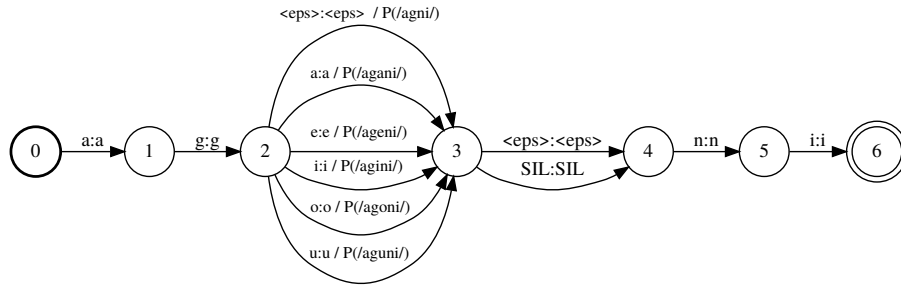 <eps>:<eps> / P(/agni/)
a:a / P(/agani/)
e:e / P(/ageni/)
i:i / P(/agini/)
o:o / P(/agoni/)
u:u / P(/aguni/)
0 a:a 1 g:g 2 3 <eps>:<eps> 4 n:n 5 i:i 6
SIL:SIL